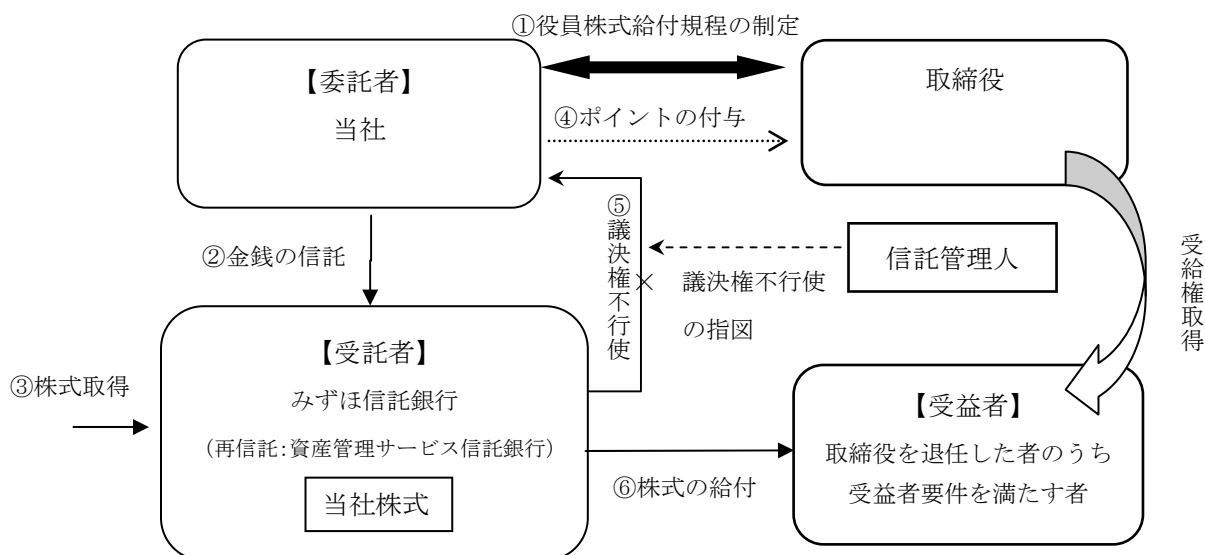 ①役員株式給付規程の制定
【委託者】
当社
取締役
④ポイントの付与
②金銭の信託
⑤議決権不行使
×
議決権不行使
の指図
信託管理人
受給権取得
③株式取得
【受託者】
みずほ信託銀行
(再信託:資産管理サービス信託銀行)
当社株式
⑥株式の給付
【受益者】
取締役を退任した者のうち
受益者要件を満たす者